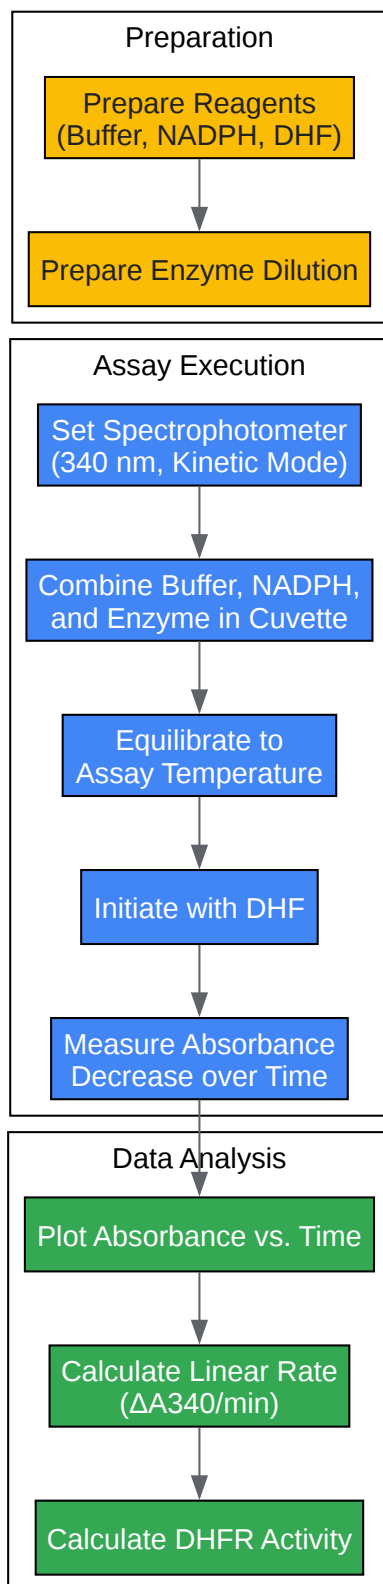 Preparation
Prepare Reagents
(Buffer, NADPH, DHF)
Prepare Enzyme Dilution
Assay Execution
Set Spectrophotometer
(340 nm, Kinetic Mode)
Combine Buffer, NADPH,
and Enzyme in Cuvette
Equilibrate to
Assay Temperature
Initiate with DHF
Measure Absorbance
Decrease over Time
Data Analysis
Plot Absorbance vs. Time
Calculate Linear Rate
(ΔA340/min)
Calculate DHFR Activity